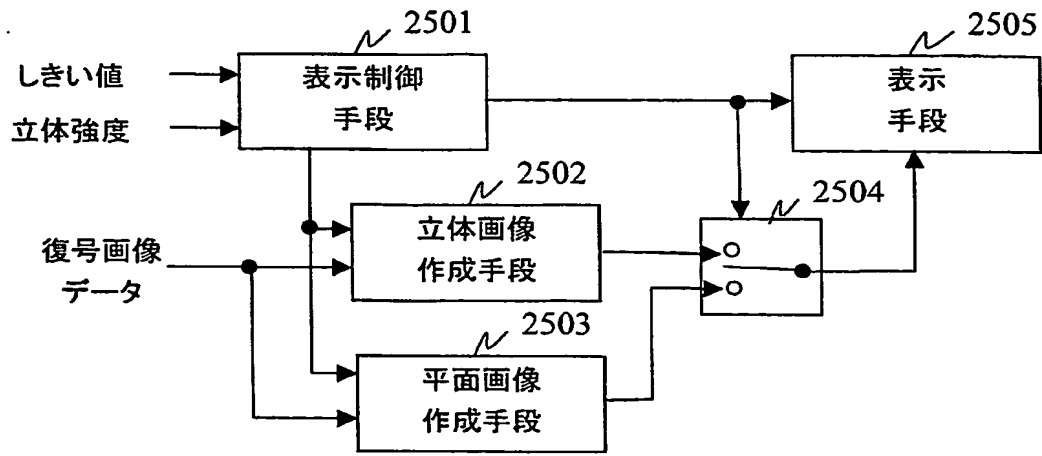 2501
2505
しきい値
表示制御
手段
表示
手段
立体強度
2502
2504
立体画像
作成手段
復号画像
データ
2503
平面画像
作成手段